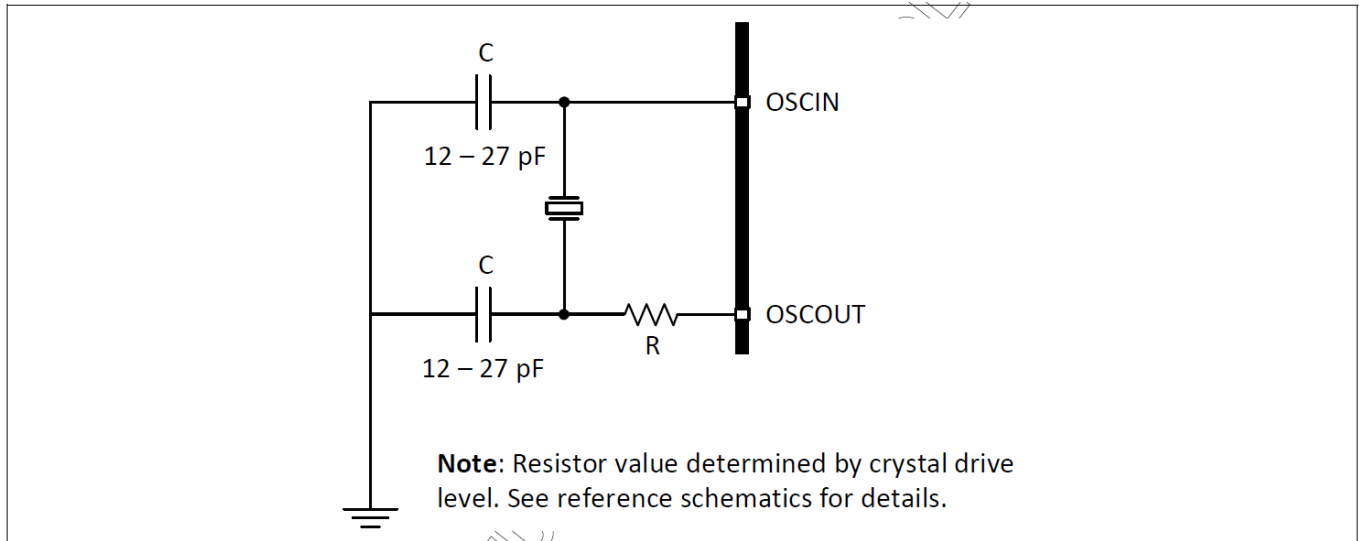 C
OSCIN
12 – 27 pF
C
OSCOUT
R
12 – 27 pF
Note: Resistor value determined by crystal drive
level. See reference schematics for details.